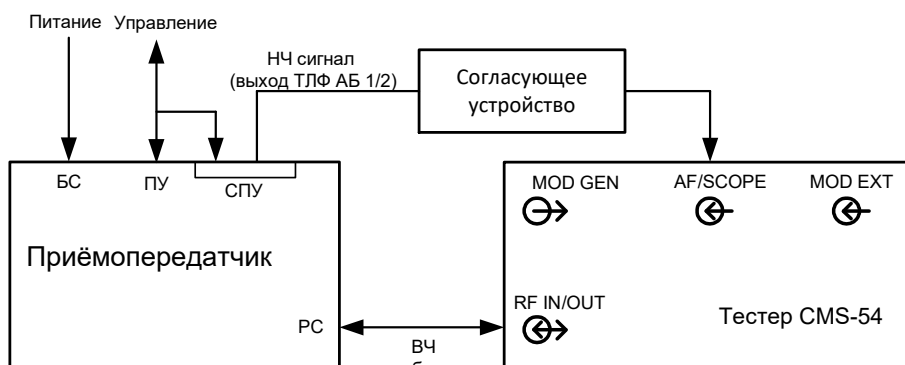 Питание Управление
НЧ сигнал
(выход ТЛФ АБ 1/2)
Согласующее
устройство
БС
ПУ
СПУ
Приёмопередатчик
РС
ВЧ
MOD GEN
AF/SCOPE
MOD EXT
RF IN/OUT
Тестер CMS-54